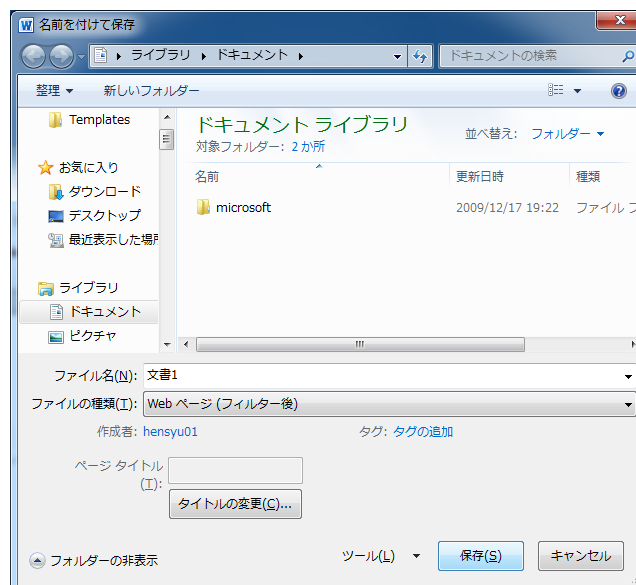 名前を付けて保存
ライブラリ ドキュメント ドキュメントの検索
整理 新しいフォルダー
Templates
お気に入り
ダウンロード
デスクトップ
最近表示した場所
ライブラリ
ドキュメント
ピクチャ
ドキュメント ライブラリ
対象フォルダー: 2 か所
並べ替え: フォルダー
名前 更新日時 種類
microsoft 2009/12/17 19:22 ファイル フ
ファイル名(N): 文書1
ファイルの種類(T): Web ページ (フィルター後)
作成者: hensyu01 タグ: タグの追加
ページ タイトル
(T):
タイトルの変更(C)...
フォルダーの非表示 ツール(L) 保存(S) キャンセル